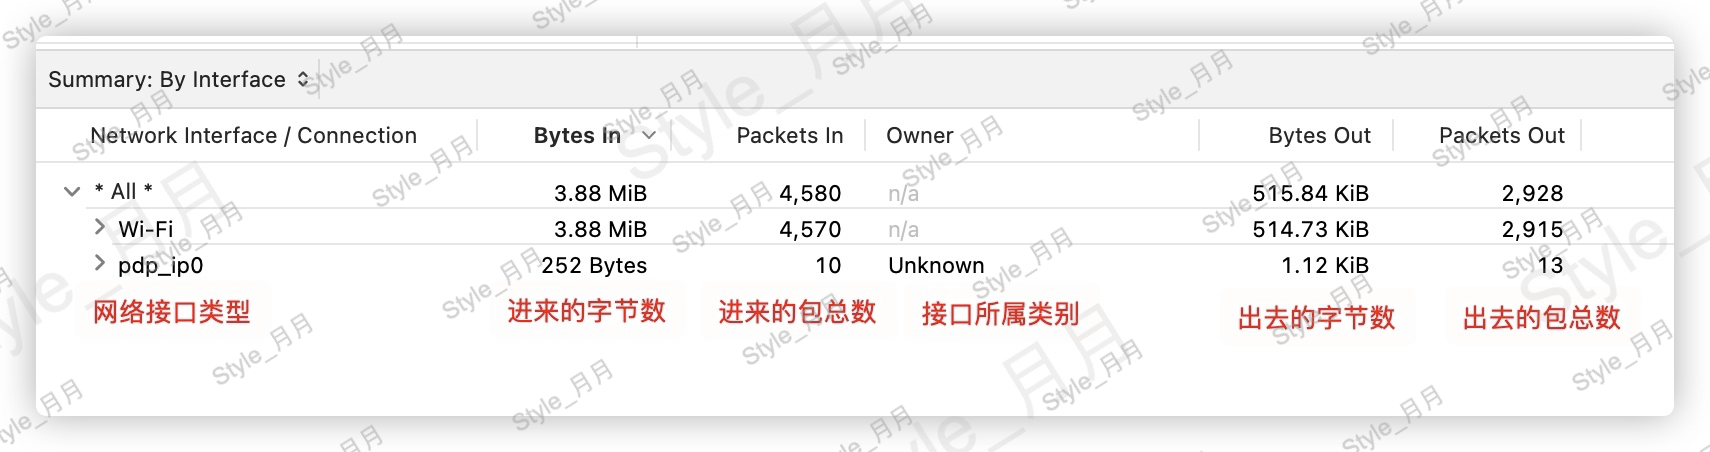 Summary: By Interface
Network Interface / Connection Bytes In Packets In Owner Bytes Out Packets Out
* All * 3.88 MiB 4,580 n/a 515.84 KiB 2,928
Wi-Fi 3.88 MiB 4,570 n/a 514.73 KiB 2,915
pdp_ip0 252 Bytes 10 Unknown 1.12 KiB 13
网络接口类型 进来的字节数 进来的包总数 接口所属类别 出去的字节数 出去的包总数
Style_月月